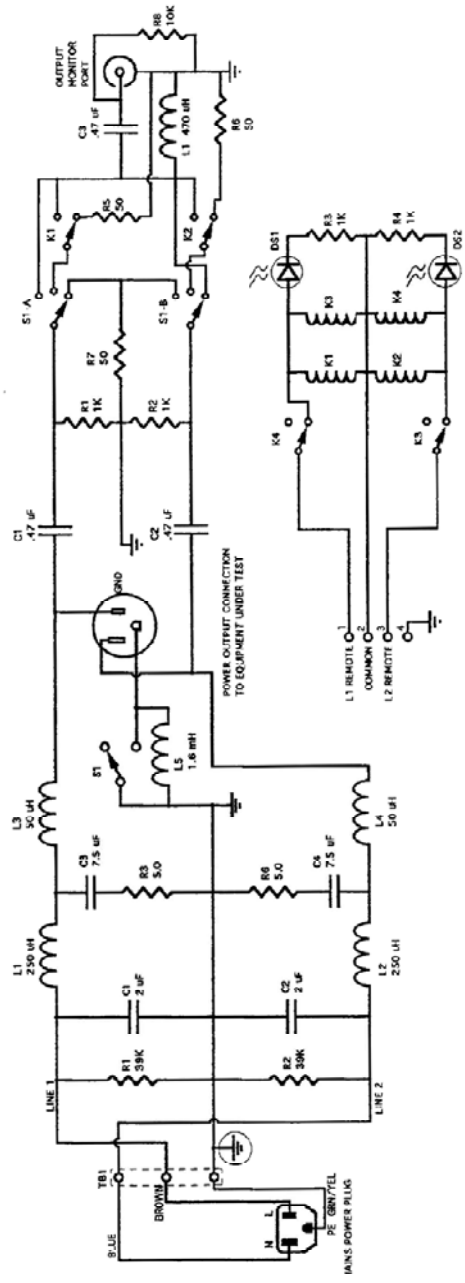 MAINS POWER PLUG
N
L
PE GRN/YEL
BLUE
BROWN
TB1
LINE 1
LINE 2
R1
39K
R2
39K
C1
2 uF
C2
2 uF
L1
250 uH
L2
250 uH
C3
7.5 uF
R3
5.0
R6
5.0
C4
7.5 uF
L3
50 uH
L4
50 uH
S1
L5
1.6 mH
GND
POWER OUTPUT CONNECTION
TO EQUIPMENT UNDER TEST
C1
.47 uF
C2
.47 uF
R1
1K
R2
1K
R7
50
S1-A
S1-B
K1
K2
R5
50
C3
.47 uF
OUTPUT
MONITOR
PORT
L1
470 uH
R8
10K
R6
50
L1 REMOTE
1
COMMON
2
L2 REMOTE
3
4
K4
K3
K1
K3
K2
K4
DS1
DS2
R3
1K
R4
1K